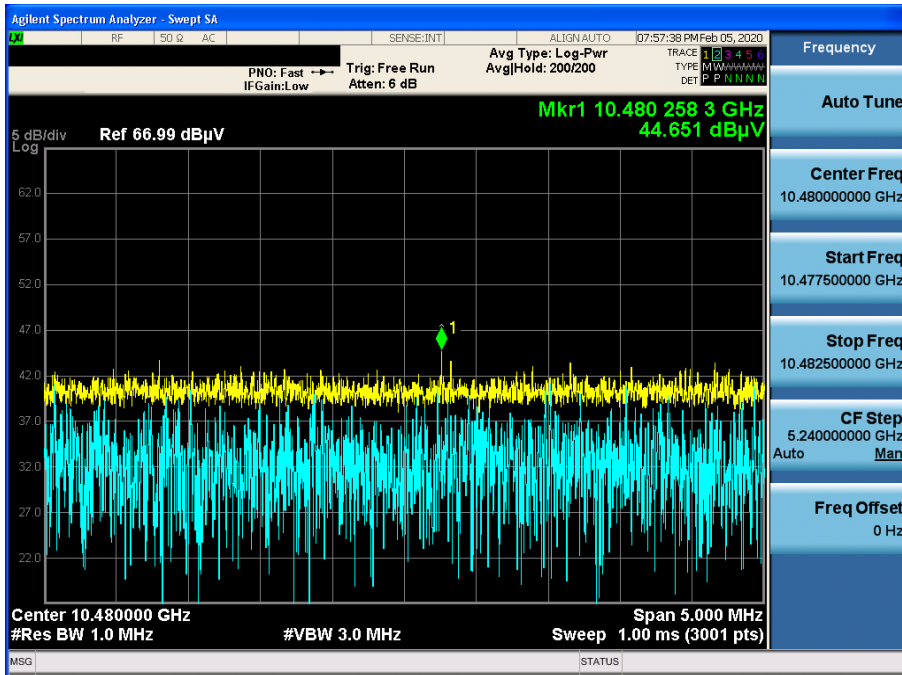 Agilent Spectrum Analyzer - Swept SA
LXI RF 50 Ω AC SENSE:INT ALIGN AUTO 07:57:38 PM Feb 05, 2020
PNO: Fast
IFGain:Low
Trig: Free Run
Atten: 6 dB
Avg Type: Log-Pwr
Avg|Hold: 200/200
TRACE 1 2 3 4 5 6
TYPE MWWWWW
DET P P N N N N
Mkr1 10.480 258 3 GHz
44.651 dBµV
5 dB/div Ref 66.99 dBµV
Log
62.0
57.0
52.0
47.0
1
42.0
37.0
32.0
27.0
22.0
Center 10.480000 GHz Span 5.000 MHz
#Res BW 1.0 MHz #VBW 3.0 MHz Sweep 1.00 ms (3001 pts)
MSG STATUS
Frequency
Auto Tune
Center Freq
10.480000000 GHz
Start Freq
10.477500000 GHz
Stop Freq
10.482500000 GHz
CF Step
5.240000000 GHz
Auto Man
Freq Offset
0 Hz